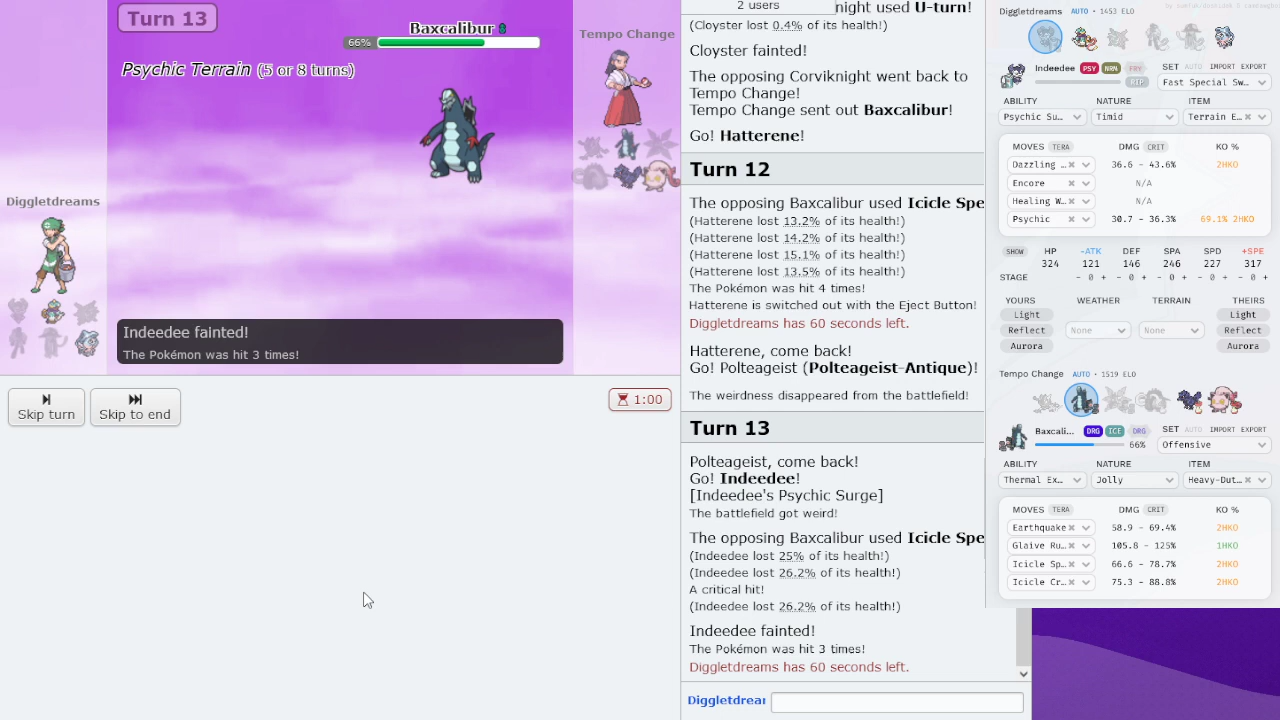 Turn 13
Baxcalibur
66%
Psychic Terrain (5 or 8 turns)
Tempo Change
Diggletdreams
Indeedee fainted!
The Pokémon was hit 3 times!
Skip turn
Skip to end
1:00
2 users
night used U-turn!
(Cloyster lost 0.4% of its health!)
Cloyster fainted!
The opposing Corviknight went back to
Tempo Change!
Tempo Change sent out Baxcalibur!
Go! Hatterene!
Turn 12
The opposing Baxcalibur used Icicle Spe
(Hatterene lost 13.2% of its health!)
(Hatterene lost 14.2% of its health!)
(Hatterene lost 15.1% of its health!)
(Hatterene lost 13.5% of its health!)
The Pokémon was hit 4 times!
Hatterene is switched out with the Eject Button!
Diggletdreams has 60 seconds left.
Hatterene, come back!
Go! Polteageist (Polteageist-Antique)!
The weirdness disappeared from the battlefield!
Turn 13
Polteageist, come back!
Go! Indeedee!
[Indeedee's Psychic Surge]
The battlefield got weird!
The opposing Baxcalibur used Icicle Spe
(Indeedee lost 25% of its health!)
(Indeedee lost 26.2% of its health!)
A critical hit!
(Indeedee lost 26.2% of its health!)
Indeedee fainted!
The Pokémon was hit 3 times!
Diggletdreams has 60 seconds left.
Diggletdrear
Diggletdreams AUTO • 1453 ELO
Indeedee PSY NRM FRY SET AUTO IMPORT EXPORT
RIP Fast Special Sw…
ABILITY NATURE ITEM
Psychic Su… Timid Terrain E…
MOVES TERA DMG CRIT KO %
Dazzling … 36.6 - 43.6% 2HKO
Encore N/A
Healing W… N/A
Psychic 30.7 - 36.3% 69.1% 2HKO
SHOW HP -ATK DEF SPA SPD +SPE
324 121 146 246 227 317
STAGE - 0 + - 0 + - 0 + - 0 + - 0 +
YOURS WEATHER TERRAIN THEIRS
Light Light
Reflect None None Reflect
Aurora Aurora
Tempo Change AUTO • 1519 ELO
Baxcali… DRG ICE DRG SET AUTO IMPORT EXPORT
66% Offensive
ABILITY NATURE ITEM
Thermal Ex… Jolly Heavy-Dut…
MOVES TERA DMG CRIT KO %
Earthquake 58.9 - 69.4% 2HKO
Glaive Ru… 105.8 - 125% 1HKO
Icicle Sp… 66.6 - 78.7% 2HKO
Icicle Cr… 75.3 - 88.8% 2HKO